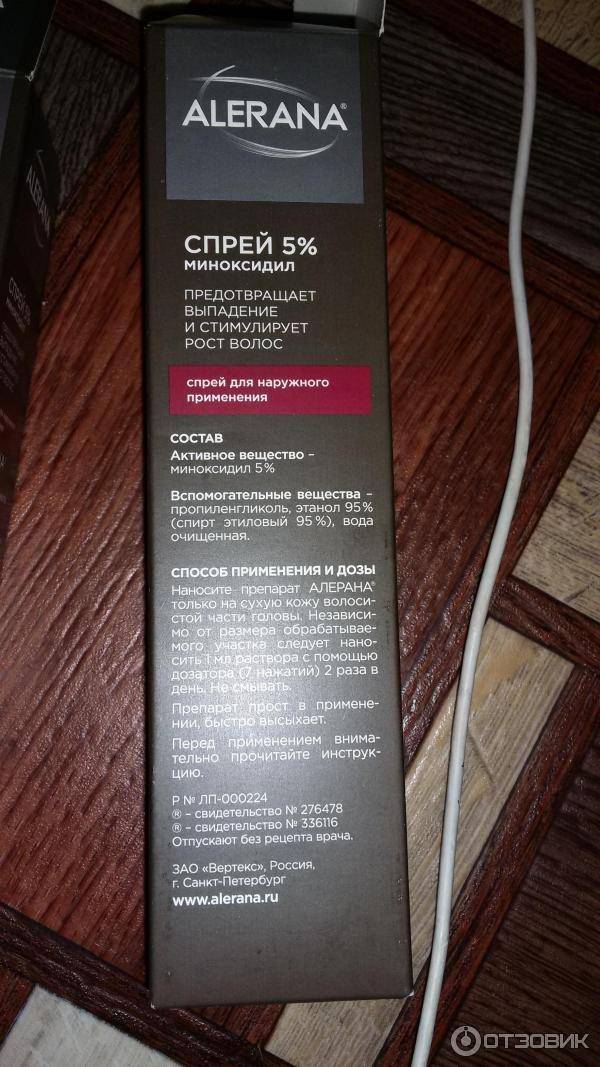 ALERANA®
СПРЕЙ 5%
МИНОКСИДИЛ
ПРЕДОТВРАЩАЕТ
ВЫПАДЕНИЕ
И СТИМУЛИРУЕТ
РОСТ ВОЛОС
спрей для наружного
применения
СОСТАВ
Активное вещество –
миноксидил 5%
Вспомогательные вещества –
пропиленгликоль, этанол 95%
(спирт этиловый 95%), вода
очищенная.
СПОСОБ ПРИМЕНЕНИЯ И ДОЗЫ
Наносите препарат АЛЕРАНА®
только на сухую кожу волоси-
стой части головы. Независи-
мо от размера обрабатывае-
мого участка следует нано-
сить 1 мл раствора с помощью
дозатора (7 нажатий) 2 раза в
день. Не смывать.
Препарат прост в примене-
нии, быстро высыхает.
Перед применением внима-
тельно прочитайте инструк-
цию.
Р № ЛП-000224
® – свидетельство № 276478
® – свидетельство № 336116
Отпускают без рецепта врача.
ЗАО «Вертекс», Россия,
г. Санкт-Петербург
www.alerana.ru
ALERANA
ОТЗОВИК